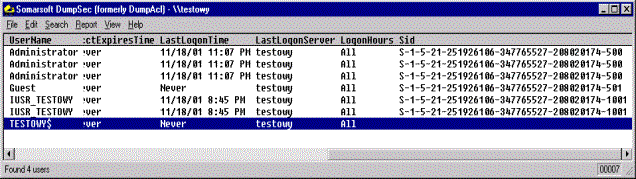 Somarsoft DumpSec (formerly DumpAcl) - \\testowy
File Edit Search Report View Help
UserName ctExpiresTime LastLogonTime LastLogonServer LogonHours Sid
Administrator ver 11/18/01 11:07 PM testowy All S-1-5-21-251926106-347765527-208020174-500
Administrator ver 11/18/01 11:07 PM testowy All S-1-5-21-251926106-347765527-208020174-500
Administrator ver 11/18/01 11:07 PM testowy All S-1-5-21-251926106-347765527-208020174-500
Guest ver Never testowy All S-1-5-21-251926106-347765527-208020174-501
IUSR_TESTOWY ver 11/18/01 8:45 PM testowy All S-1-5-21-251926106-347765527-208020174-1001
IUSR_TESTOWY ver 11/18/01 8:45 PM testowy All S-1-5-21-251926106-347765527-208020174-1001
TESTOWY$ ver Never testowy All
Found 4 users 00007